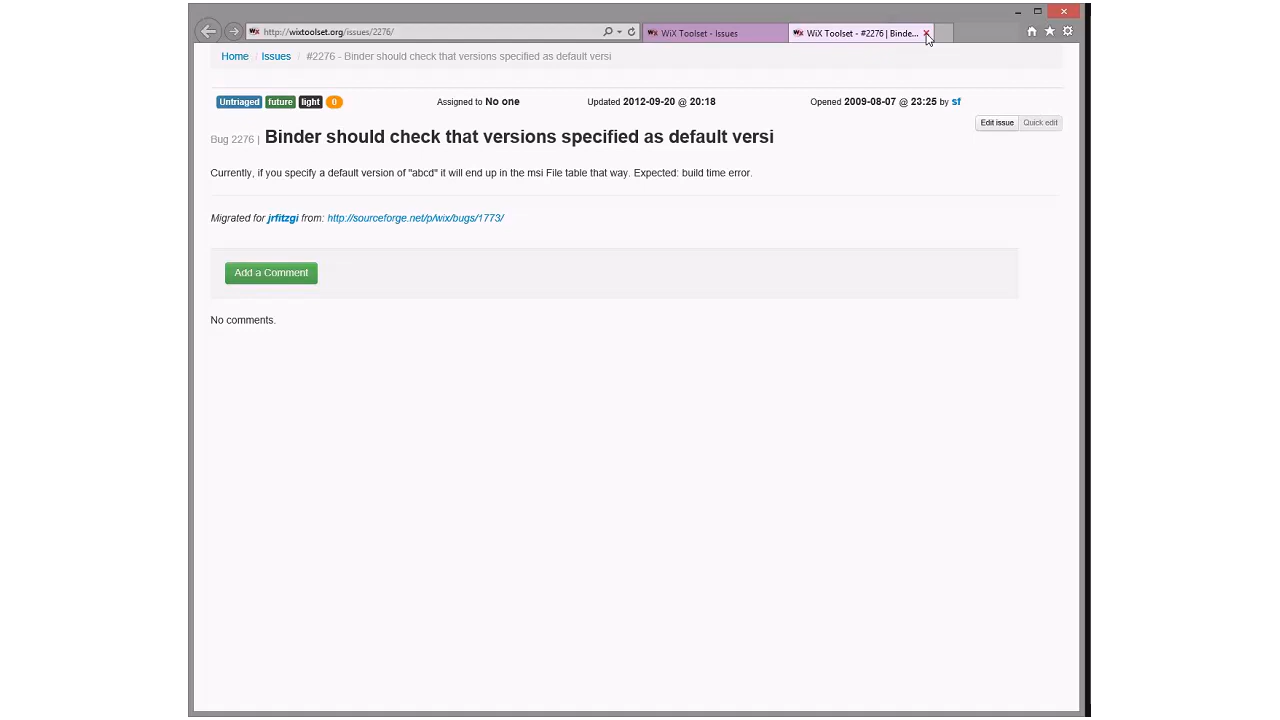 http://wixtoolset.org/issues/2276/
WiX Toolset - Issues
WiX Toolset - #2276 | Binde...
Home / Issues / #2276 - Binder should check that versions specified as default versi
Untriaged future light 0 Assigned to No one Updated 2012-09-20 @ 20:18 Opened 2009-08-07 @ 23:25 by sf
Edit issue Quick edit
Bug 2276 | Binder should check that versions specified as default versi
Currently, if you specify a default version of "abcd" it will end up in the msi File table that way. Expected: build time error.
Migrated for jrfitzgi from: http://sourceforge.net/p/wix/bugs/1773/
Add a Comment
No comments.